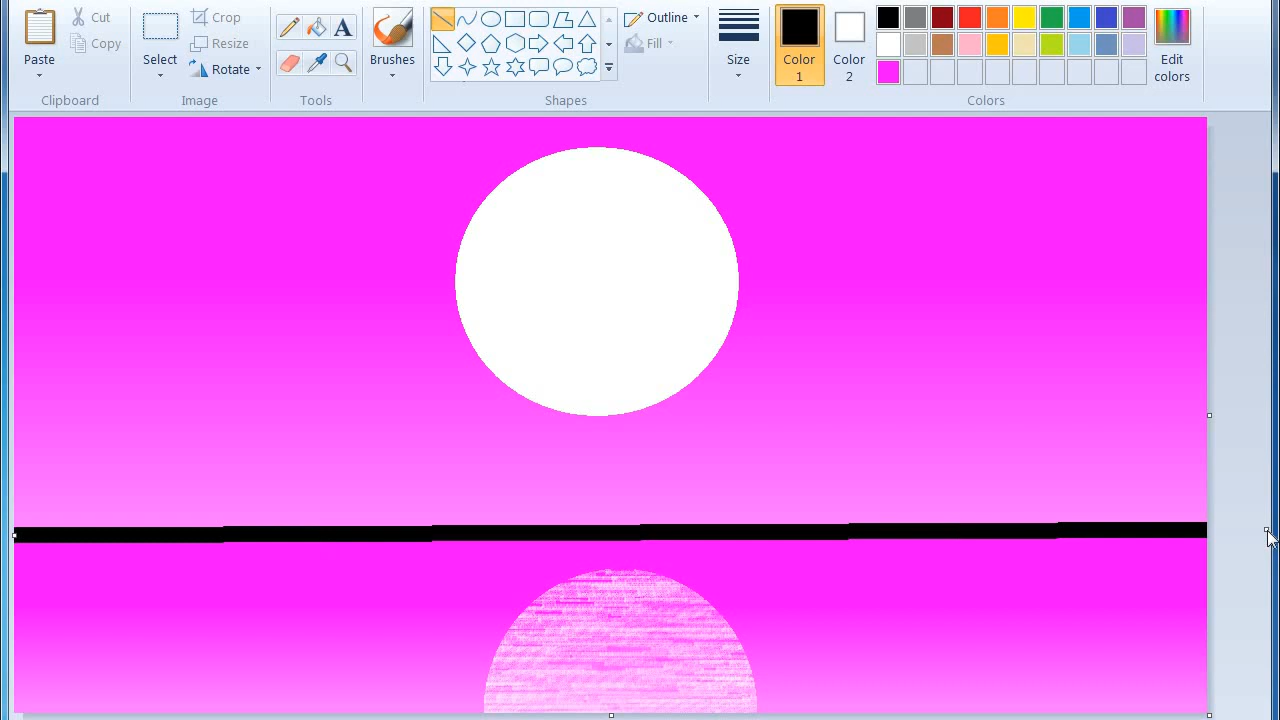 Cut
Copy
Paste
Clipboard
Crop
Resize
Rotate
Select
Image
A
Tools
Brushes
Outline
Fill
Shapes
Size
Color 1
Color 2
Edit colors
Colors